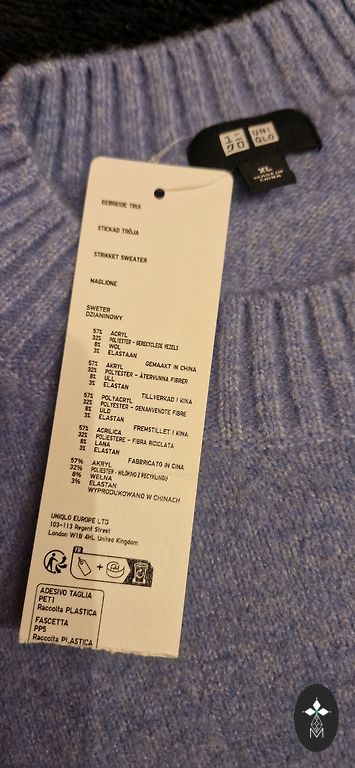 UNI
QLO
XL
MADE IN
CHINA
GEBREIDE TRUI
STICKAD TRÖJA
STRIKKET SWEATER
MAGLIONE
SWETER
DZIANINOWY
57% ACRYL
32% POLYESTER - GERECYCLEDE VEZELS
8% WOL
3% ELASTAAN GEMAAKT IN CHINA
57% AKRYL
32% POLYESTER - ÅTERVUNNA FIBRER
8% ULL
3% ELASTAN TILLVERKAD I KINA
57% POLYACRYL
32% POLYESTER - GENANVENDTE FIBRE
8% ULD
3% ELASTAN FREMSTILLET I KINA
57% ACRILICA
32% POLIESTERE - FIBRA RICICLATA
8% LANA
3% ELASTAN FABBRICATO IN CINA
57% AKRYL
32% POLIESTER - WŁÓKNO Z RECYKLINGU
8% WEŁNA
3% ELASTAN
WYPRODUKOWANO W CHINACH
UNIQLO EUROPE LTD
103-113 Regent Street
London W1B 4HL United Kingdom
FR
+
ADESIVO TAGLIA
PET1
Raccolta PLASTICA
FASCETTA
PP5
Raccolta PLASTICA
M